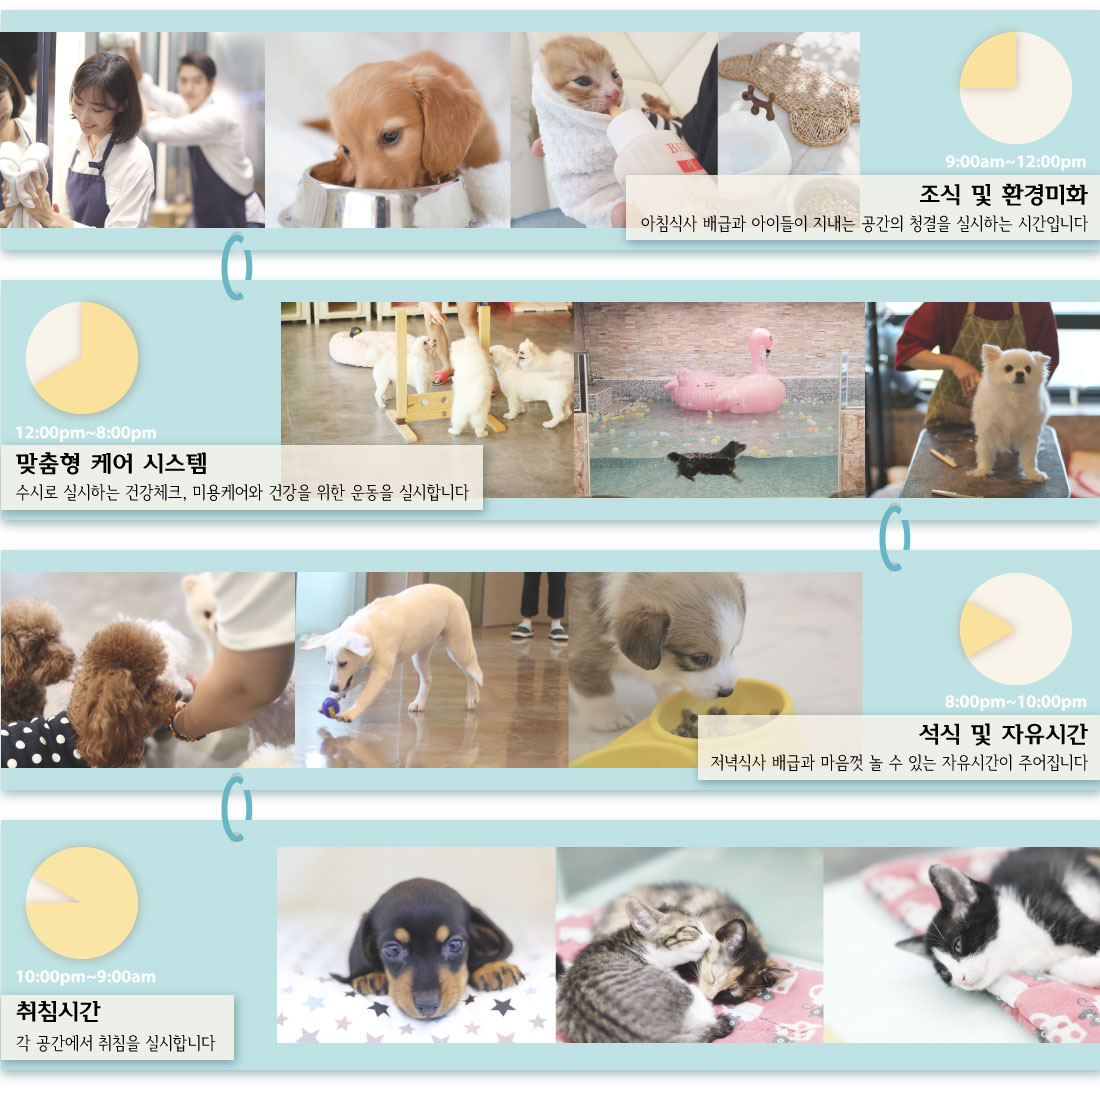 9:00am~12:00pm
조식 및 환경미화
아침식사 배급과 아이들이 지내는 공간의 청결을 실시하는 시간입니다
12:00pm~8:00pm
맞춤형 케어 시스템
수시로 실시하는 건강체크, 미용케어와 건강을 위한 운동을 실시합니다
8:00pm~10:00pm
석식 및 자유시간
저녁식사 배급과 마음껏 놀 수 있는 자유시간이 주어집니다
10:00pm~9:00am
취침시간
각 공간에서 취침을 실시합니다